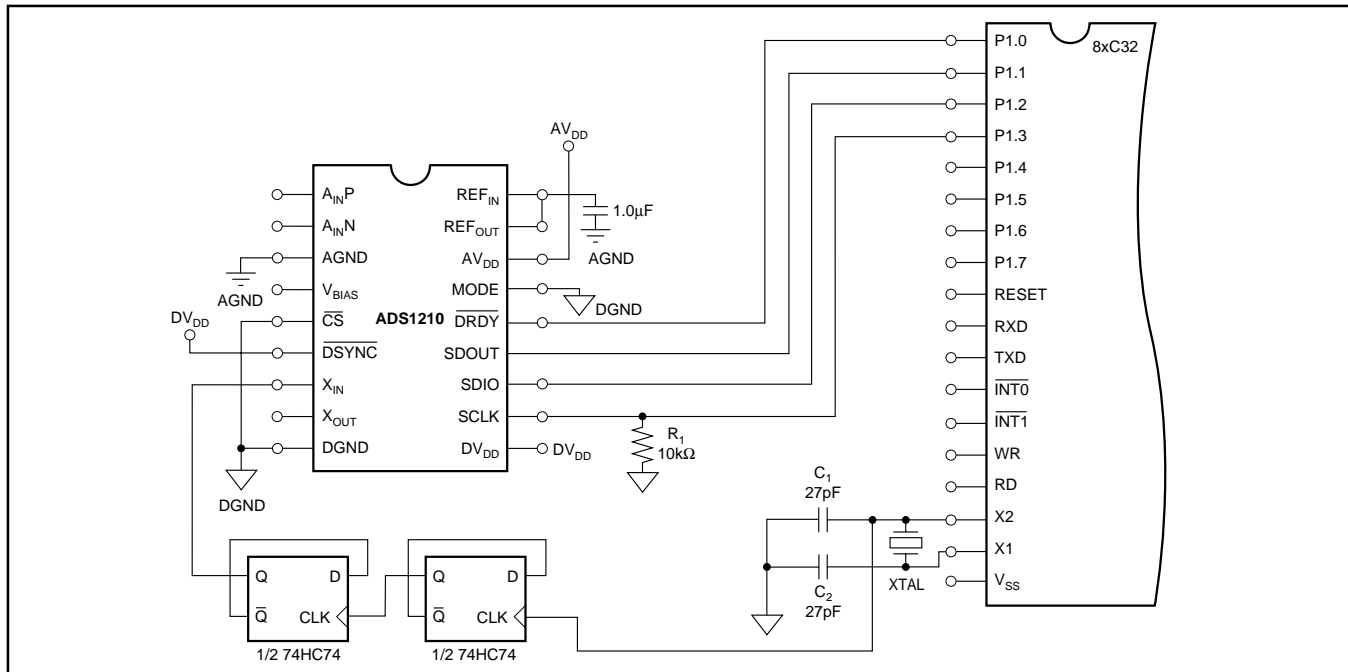 8xC32
P1.0
P1.1
P1.2
P1.3
P1.4
P1.5
P1.6
P1.7
RESET
RXD
TXD
INT0
INT1
WR
RD
X2
X1
VSS
AVDD
AINP
AINN
AGND
VBIAS
CS
DSYNC
XIN
XOUT
DGND
ADS1210
REFIN
REFOUT
AVDD
MODE
DRDY
SDOUT
SDIO
SCLK
DVDD
1.0µF
AGND
DGND
AGND
DVDD
DGND
DVDD
R1
10kΩ
C1
27pF
C2
27pF
XTAL
Q D
Q CLK
1/2 74HC74
Q D
Q CLK
1/2 74HC74